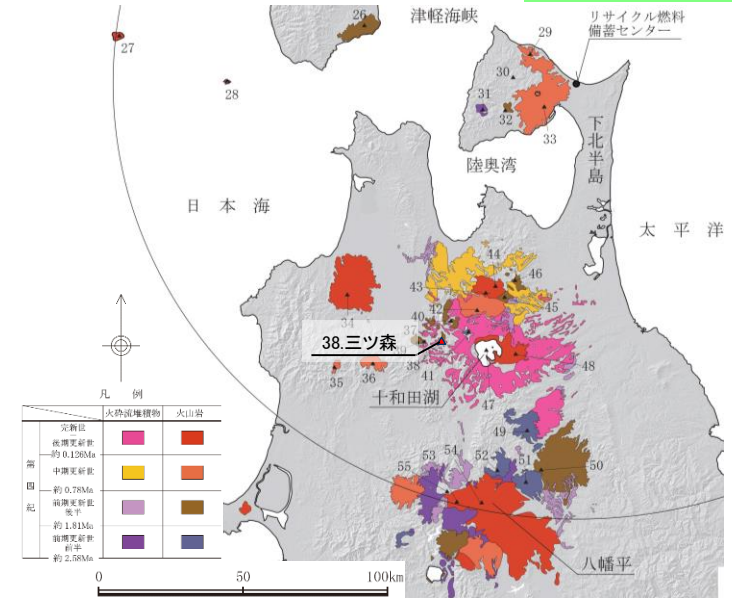 津軽海峡
リサイクル燃料
備蓄センター
26
27
28
29
30
31
32
33
陸奥湾
下北半島
日本海
太平洋
44
43
46
42
45
40
34
37
38.三ツ森
39
38
41
48
35
36
十和田湖
47
49
凡例
火砕流堆積物 火山岩
第四紀
完新世
~
後期更新世
約 0.126Ma
中期更新世
約 0.78Ma
前期更新世
後半
約 1.81Ma
前期更新世
前半
約 2.58Ma
53
54
52
51
50
55
八幡平
0 50 100km